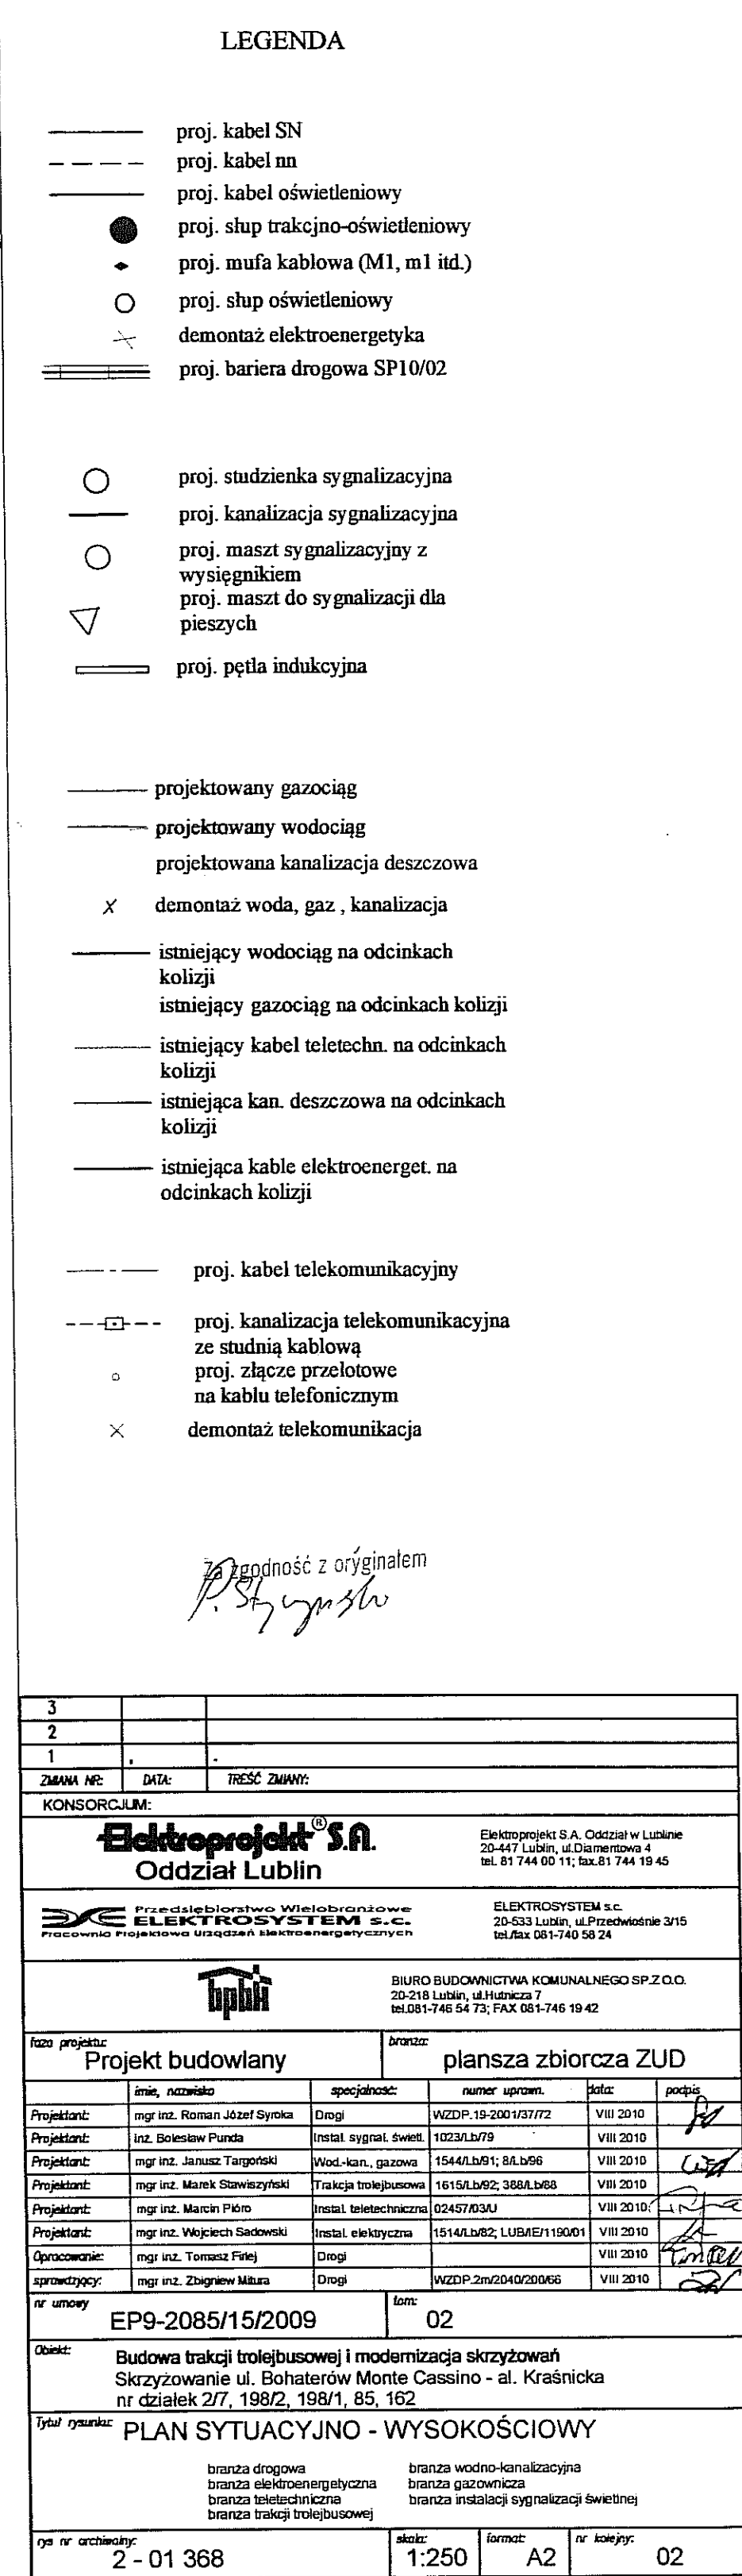 LEGENDA
proj. kabel SN
proj. kabel nn
proj. kabel oświetleniowy
proj. słup trakcjno-oświetleniowy
proj. mufa kablowa (M1, m1 itd.)
proj. słup oświetleniowy
demontaż elektroenergetyka
proj. bariera drogowa SP10/02
proj. studzienka sygnalizacyjna
proj. kanalizacja sygnalizacyjna
proj. maszt sygnalizacyjny z
wysięgnikiem
proj. maszt do sygnalizacji dla
pieszych
proj. pętla indukcyjna
projektowany gazociąg
projektowany wodociąg
projektowana kanalizacja deszczowa
demontaż woda, gaz , kanalizacja
istniejący wodociąg na odcinkach
kolizji
istniejący gazociąg na odcinkach kolizji
istniejący kabel teletechn. na odcinkach
kolizji
istniejąca kan. deszczowa na odcinkach
kolizji
istniejąca kable elektroenerget. na
odcinkach kolizji
proj. kabel telekomunikacyjny
proj. kanalizacja telekomunikacyjna
ze studnią kablową
proj. złącze przelotowe
na kablu telefonicznym
demontaż telekomunikacja
Za zgodność z oryginałem
3
2
1
ZMIANA NR: DATA: TREŚĆ ZMIANY:
KONSORCJUM:
Elektroprojekt® S.A.
Oddział Lublin
Elektroprojekt S.A. Oddział w Lublinie
20-447 Lublin, ul.Diamentowa 4
tel. 81 744 00 11; fax.81 744 19 45
Przedsiębiorstwo Wielobranżowe
ELEKTROSYSTEM s.c.
Pracownia Projektowa Urządzeń Elektroenergetycznych
ELEKTROSYSTEM s.c.
20-533 Lublin, ul.Przedwiośnie 3/15
tel./fax 081-740 58 24
bpbk
BIURO BUDOWNICTWA KOMUNALNEGO SP.Z O.O.
20-218 Lublin, ul.Hutnicza 7
tel.081-746 54 73; FAX 081-746 19 42
faza projektu: branża:
Projekt budowlany plansza zbiorcza ZUD
imie, nazwisko specjalność: numer uprawn. data: podpis
Projektant: mgr inż. Roman Józef Syroka Drogi WZDP.19-2001/37/72 VIII 2010
Projektant: inż. Bolesław Punda Instal. sygnal. świetl. 1023/Lb/79 VIII 2010
Projektant: mgr inż. Janusz Targoński Wod.-kan., gazowa 1544/Lb/91; 8/Lb/96 VIII 2010
Projektant: mgr inż. Marek Stawiszyński Trakcja trolejbusowa 1615/Lb/92; 388/Lb/88 VIII 2010
Projektant: mgr inż. Marcin Pióro Instal. teletechniczna 02457/03/U VIII 2010
Projektant: mgr inż. Wojciech Sadowski Instal. elektryczna 1514/Lb/82; LUB/IE/1190/01 VIII 2010
Opracowanie: mgr inż. Tomasz Firlej Drogi VIII 2010
sprawdzający: mgr inż. Zbigniew Mitura Drogi WZDP.2m/2040/200/66 VIII 2010
nr umowy tom:
EP9-2085/15/2009 02
Obiekt: Budowa trakcji trolejbusowej i modernizacja skrzyżowań
Skrzyżowanie ul. Bohaterów Monte Cassino - al. Kraśnicka
nr działek 2/7, 198/2, 198/1, 85, 162
Tytuł rysunku: PLAN SYTUACYJNO - WYSOKOŚCIOWY
branża drogowa branża wodno-kanalizacyjna
branża elektroenergetyczna branża gazownicza
branża teletechniczna branża instalacji sygnalizacji świetlnej
branża trakcji trolejbusowej
rys nr archiwalny: skala: format: nr kolejny:
2 - 01 368 1:250 A2 02